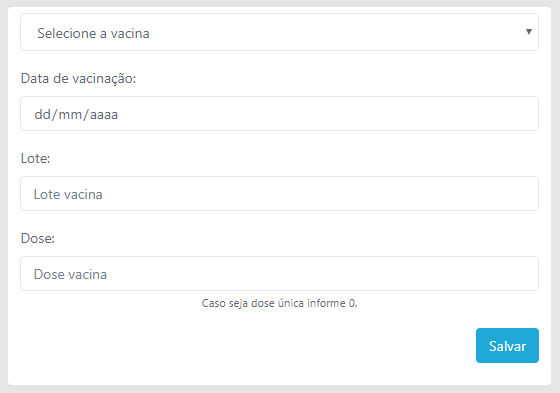 Selecione a vacina
Data de vacinação:
dd/mm/aaaa
Lote:
Lote vacina
Dose:
Dose vacina
Caso seja dose única informe 0.
Salvar